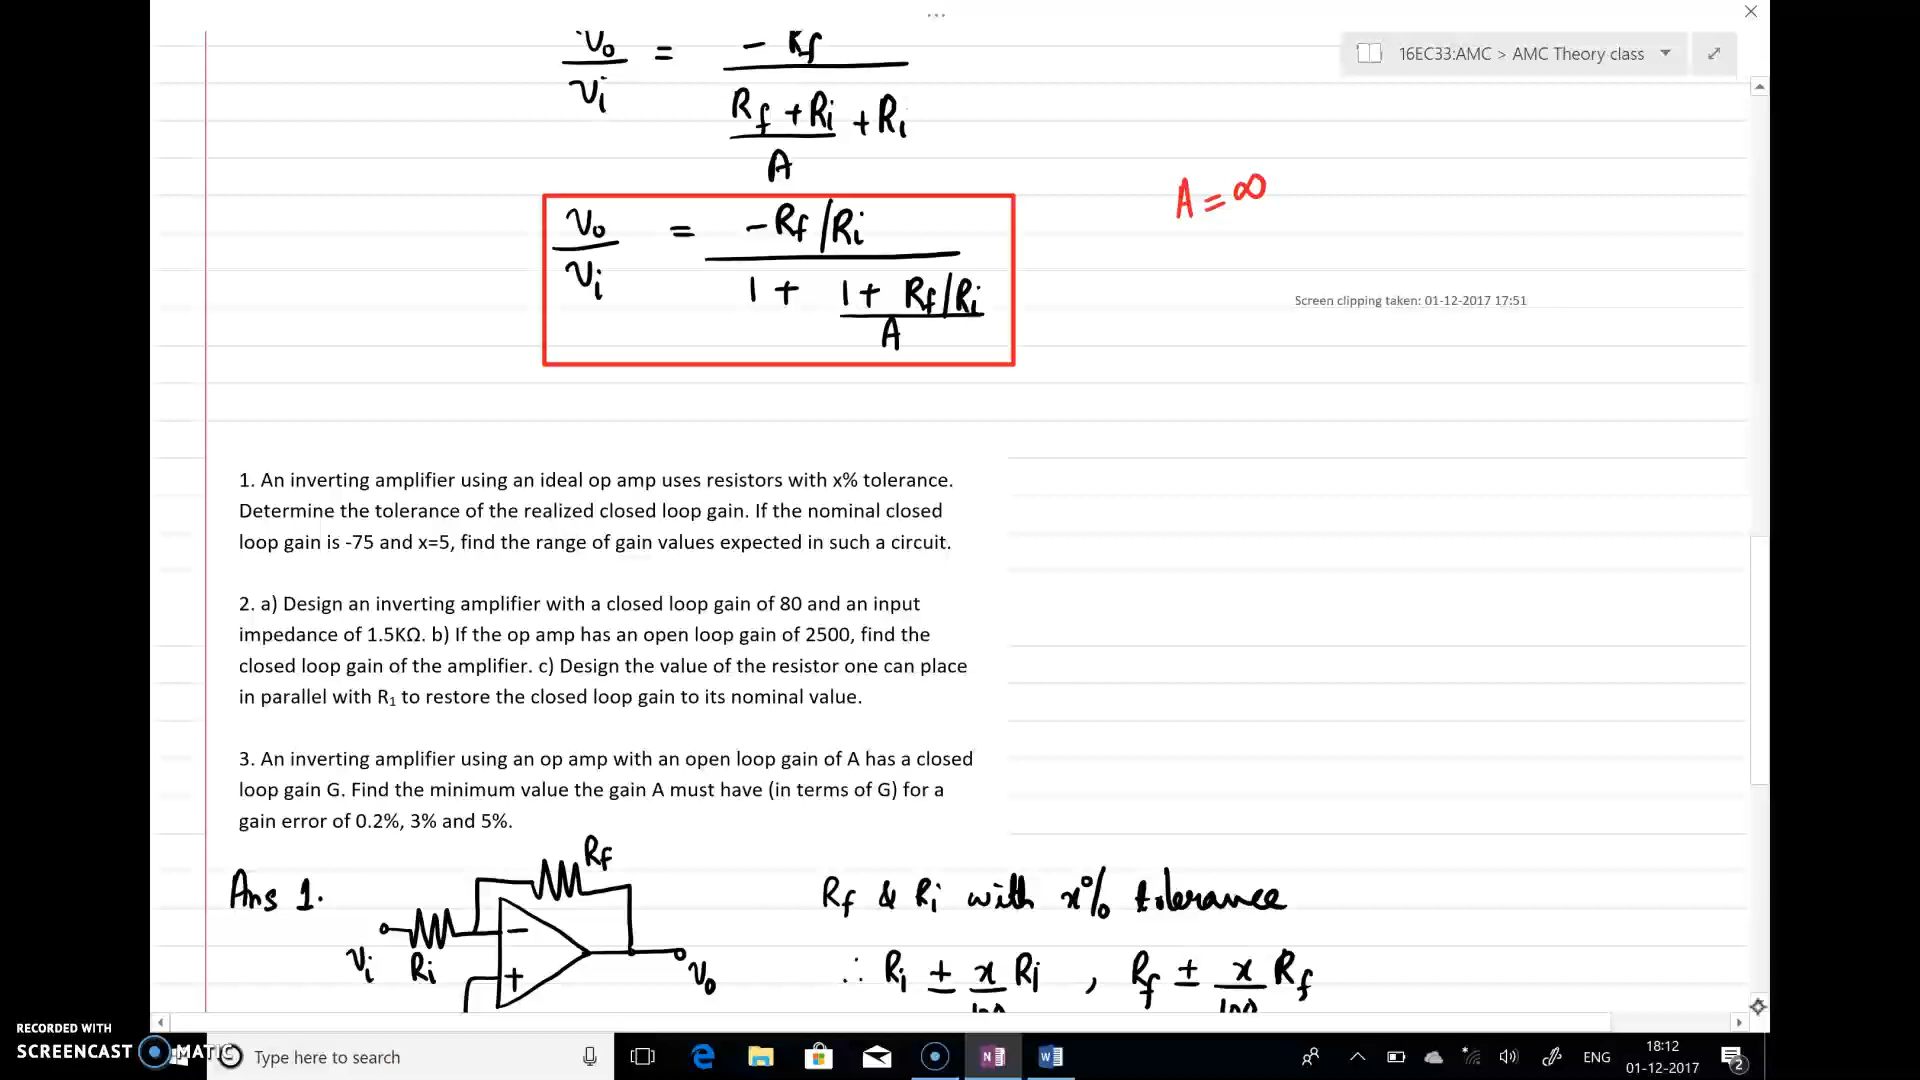 ...
16EC33:AMC > AMC Theory class
vo/vi = - Rf / ((Rf + Ri)/A + Ri)
A = ∞
vo/vi = -Rf/Ri / (1 + (1 + Rf/Ri)/A)
Screen clipping taken: 01-12-2017 17:51
1. An inverting amplifier using an ideal op amp uses resistors with x% tolerance.
Determine the tolerance of the realized closed loop gain. If the nominal closed
loop gain is -75 and x=5, find the range of gain values expected in such a circuit.
2. a) Design an inverting amplifier with a closed loop gain of 80 and an input
impedance of 1.5KΩ. b) If the op amp has an open loop gain of 2500, find the
closed loop gain of the amplifier. c) Design the value of the resistor one can place
in parallel with R₁ to restore the closed loop gain to its nominal value.
3. An inverting amplifier using an op amp with an open loop gain of A has a closed
loop gain G. Find the minimum value the gain A must have (in terms of G) for a
gain error of 0.2%, 3% and 5%.
Ans 1.
Rf
vi
Ri
−
+
vo
Rf & Ri with x% tolerance
∴ Ri ± x/100 Ri , Rf ± x/100 Rf
RECORDED WITH
SCREENCAST MATIC
Type here to search
ENG
18:12
01-12-2017
2